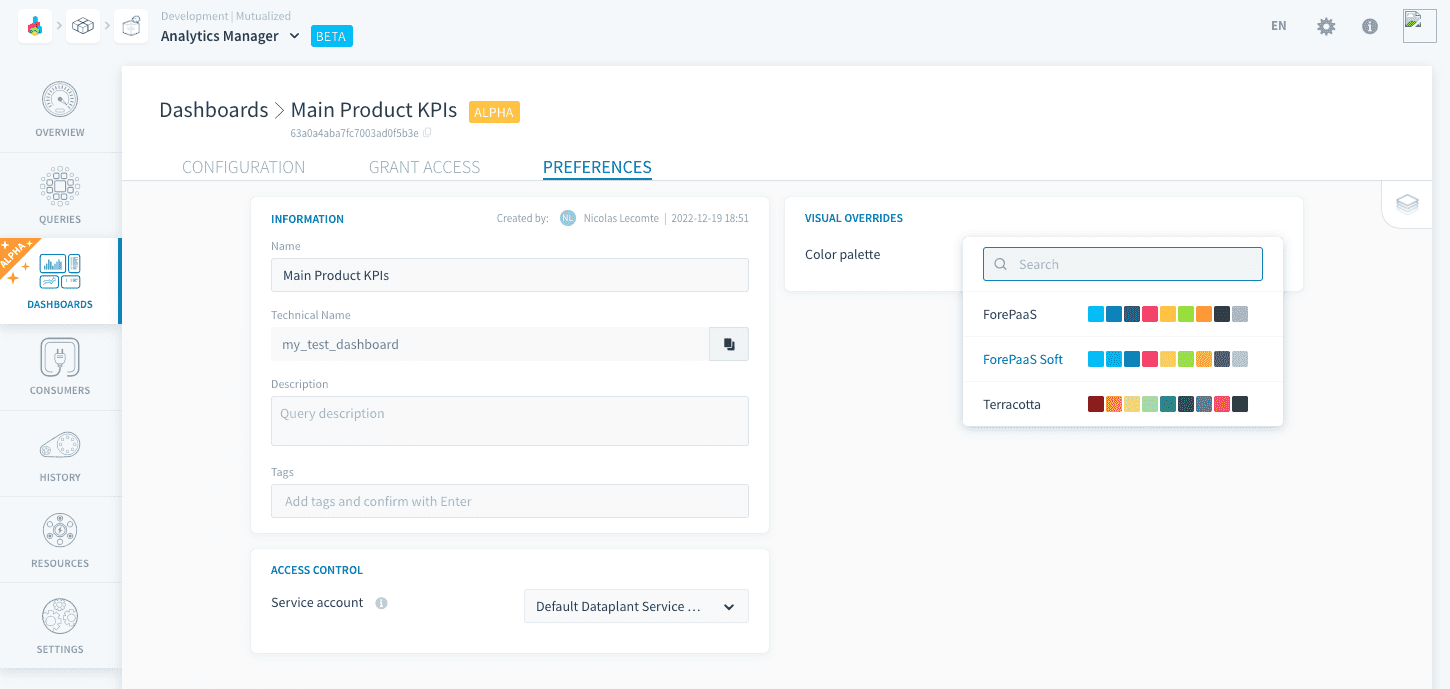 Development | Mutualized
Analytics Manager
BETA
EN
OVERVIEW
QUERIES
ALPHA
DASHBOARDS
CONSUMERS
HISTORY
RESOURCES
SETTINGS
Dashboards > Main Product KPIs ALPHA
63a0a4aba7fc7003ad0f5b3e
CONFIGURATION GRANT ACCESS PREFERENCES
INFORMATION Created by: NL Nicolas Lecomte | 2022-12-19 18:51
Name
Main Product KPIs
Technical Name
my_test_dashboard
Description
Query description
Tags
Add tags and confirm with Enter
ACCESS CONTROL
Service account
Default Dataplant Service ...
VISUAL OVERRIDES
Color palette
Search
ForePaaS
ForePaaS Soft
Terracotta